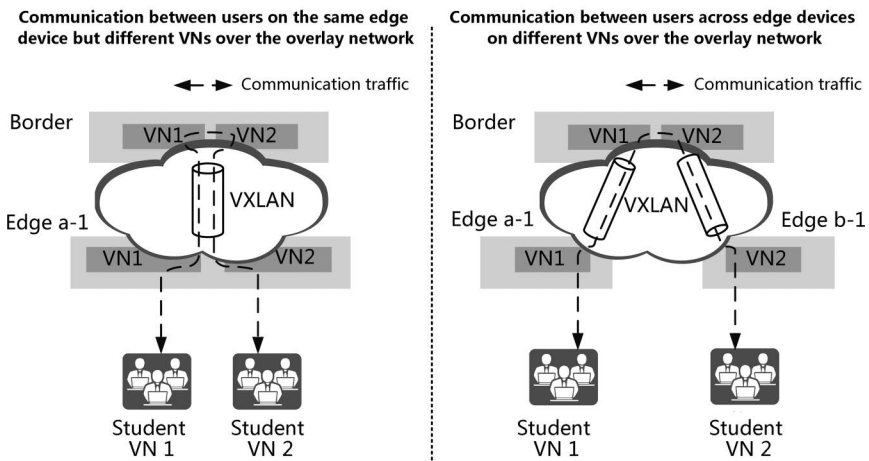 Communication between users on the same edge
device but different VNs over the overlay network
Communication traffic
Border
VN1
VN2
VXLAN
Edge a-1
VN1
VN2
Student
VN 1
Student
VN 2
Communication between users across edge devices
on different VNs over the overlay network
Communication traffic
Border
VN1
VN2
VXLAN
Edge a-1
Edge b-1
VN1
VN2
Student
VN 1
Student
VN 2